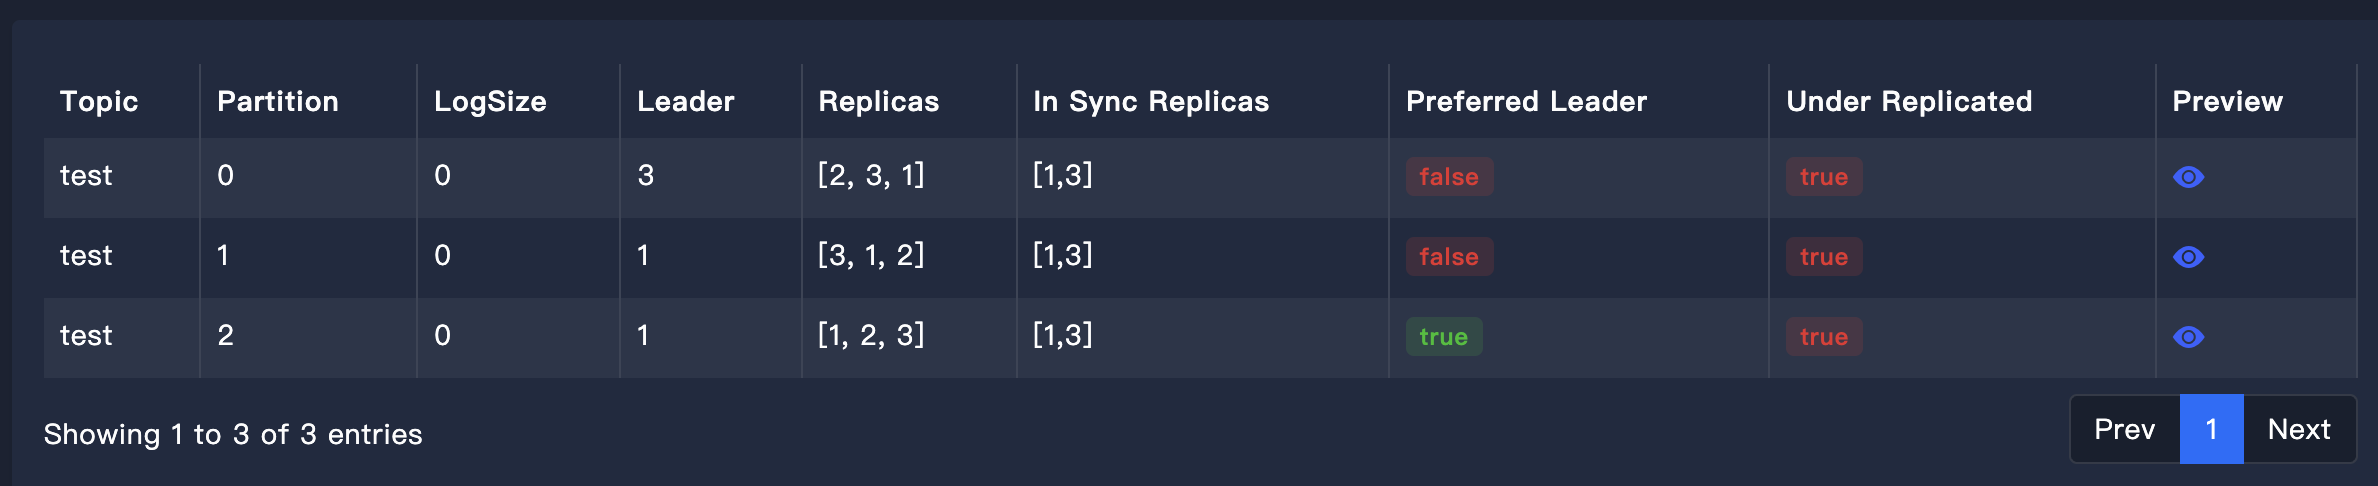 Topic Partition LogSize Leader Replicas In Sync Replicas Preferred Leader Under Replicated Preview
test 0 0 3 [2, 3, 1] [1,3] false true
test 1 0 1 [3, 1, 2] [1,3] false true
test 2 0 1 [1, 2, 3] [1,3] true true
Showing 1 to 3 of 3 entries
Prev 1 Next